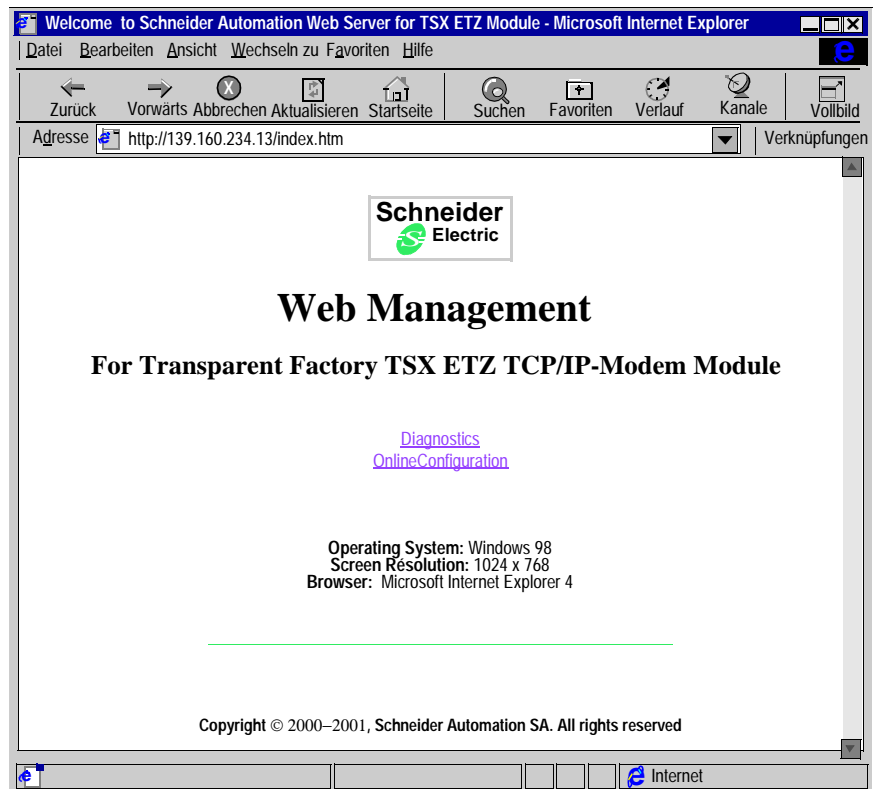 Welcome to Schneider Automation Web Server for TSX ETZ Module - Microsoft Internet Explorer
Datei Bearbeiten Ansicht Wechseln zu Favoriten Hilfe
Zurück Vorwärts Abbrechen Aktualisieren Startseite Suchen Favoriten Verlauf Kanale Vollbild
Adresse http://139.160.234.13/index.htm Verknüpfungen
Schneider
Electric
Web Management
For Transparent Factory TSX ETZ TCP/IP-Modem Module
Diagnostics
OnlineConfiguration
Operating System: Windows 98
Screen Résolution: 1024 x 768
Browser: Microsoft Internet Explorer 4
Copyright © 2000–2001, Schneider Automation SA. All rights reserved
Internet